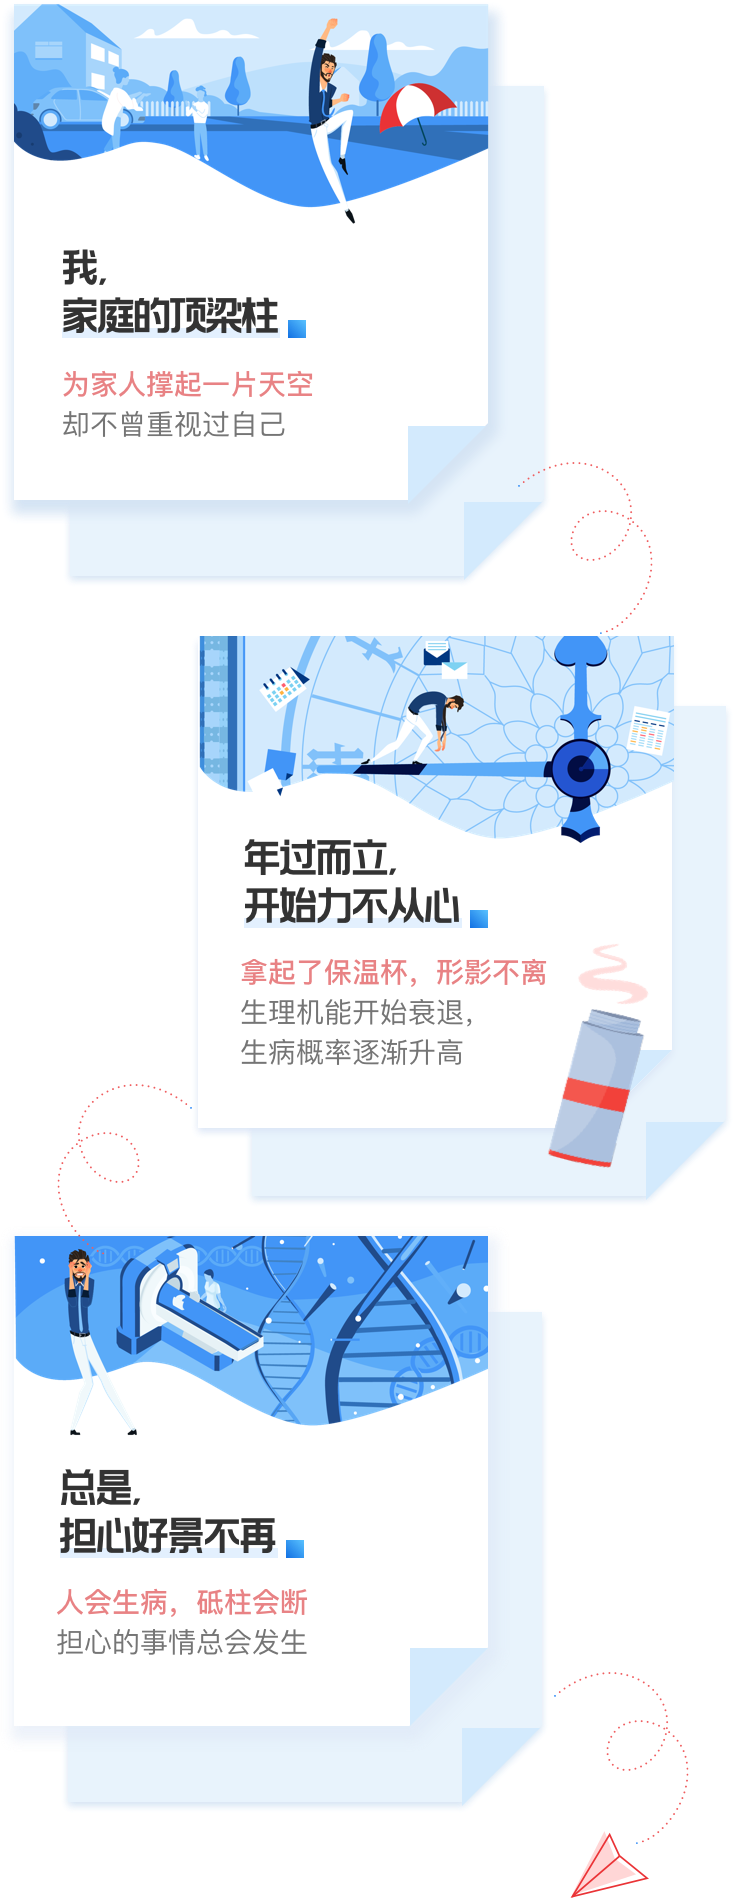 我,
家庭的顶梁柱
为家人撑起一片天空
却不曾重视过自己
年过而立,
开始力不从心
拿起了保温杯，形影不离
生理机能开始衰退，
生病概率逐渐升高
总是,
担心好景不再
人会生病，砥柱会断
担心的事情总会发生